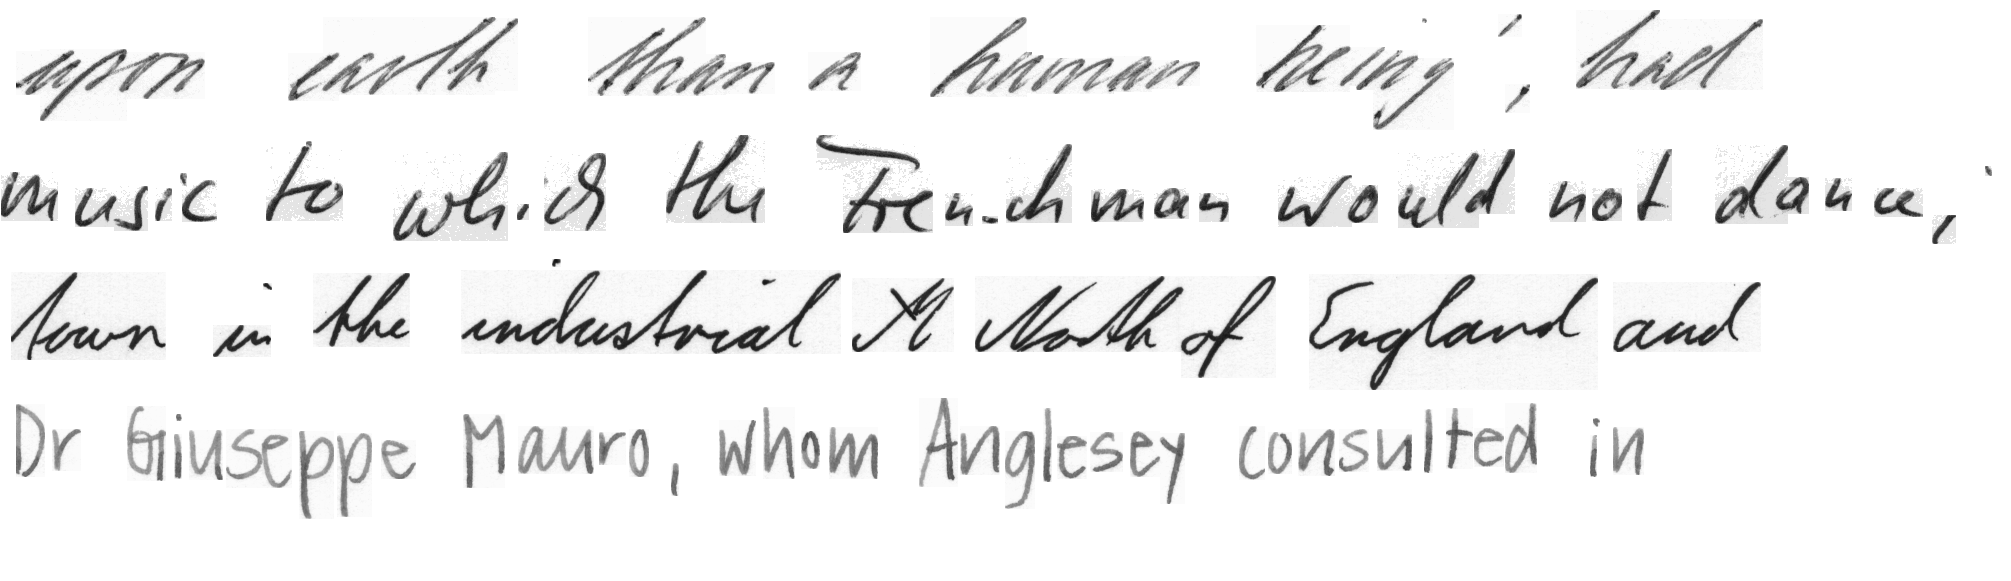 upon earth than a human being', had
music to which the Frenchman would not dance,
town in the industrial North of England and
Dr Giuseppe Mauro, whom Anglesey consulted in